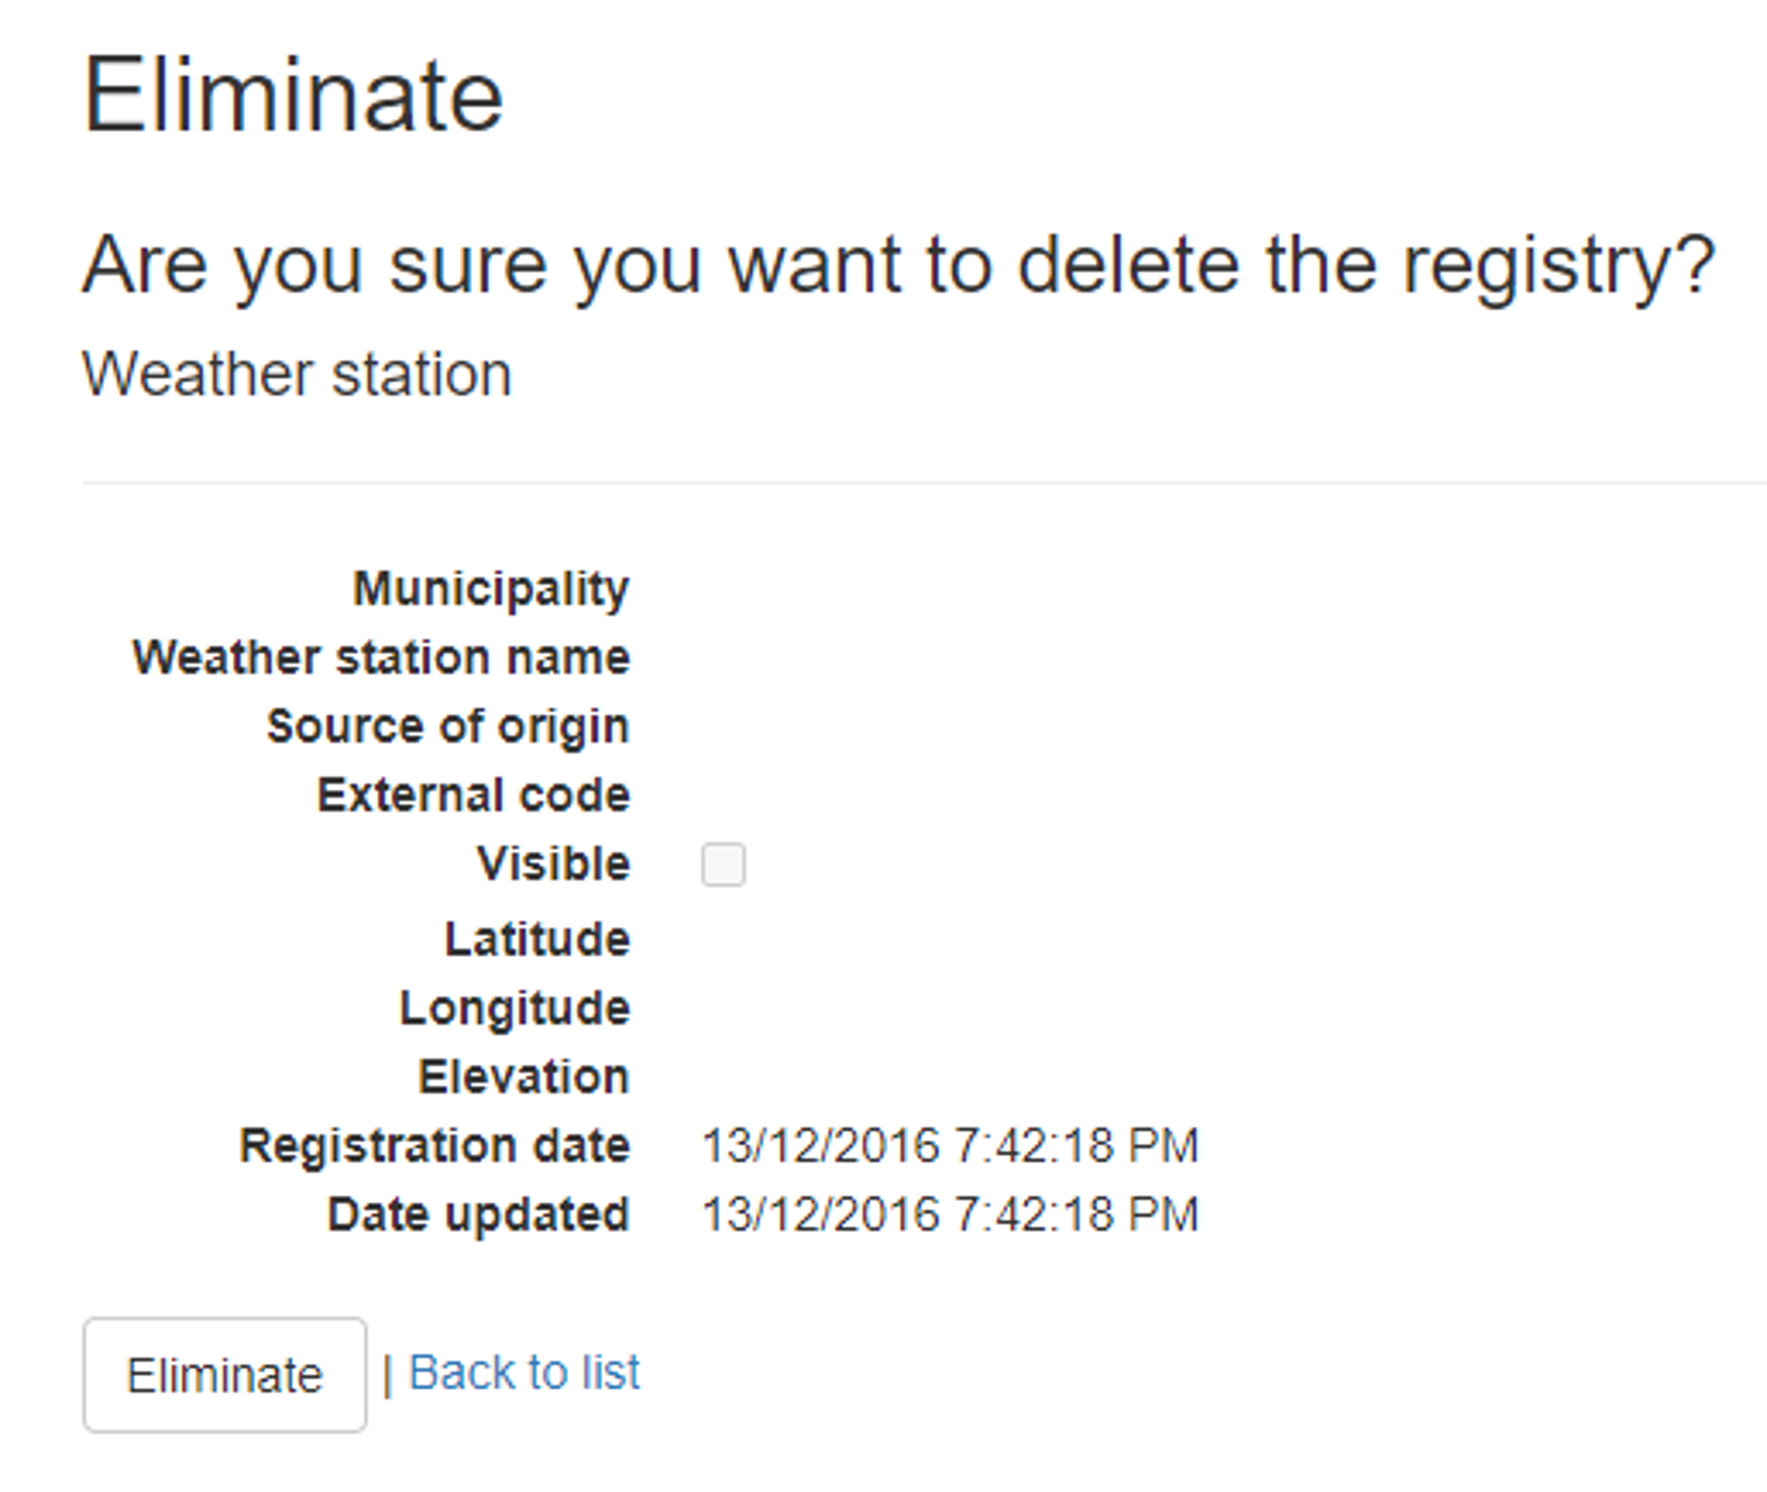 Eliminate
Are you sure you want to delete the registry?
Weather station
Municipality
Weather station name
Source of origin
External code
Visible
Latitude
Longitude
Elevation
Registration date 13/12/2016 7:42:18 PM
Date updated 13/12/2016 7:42:18 PM
Eliminate | Back to list